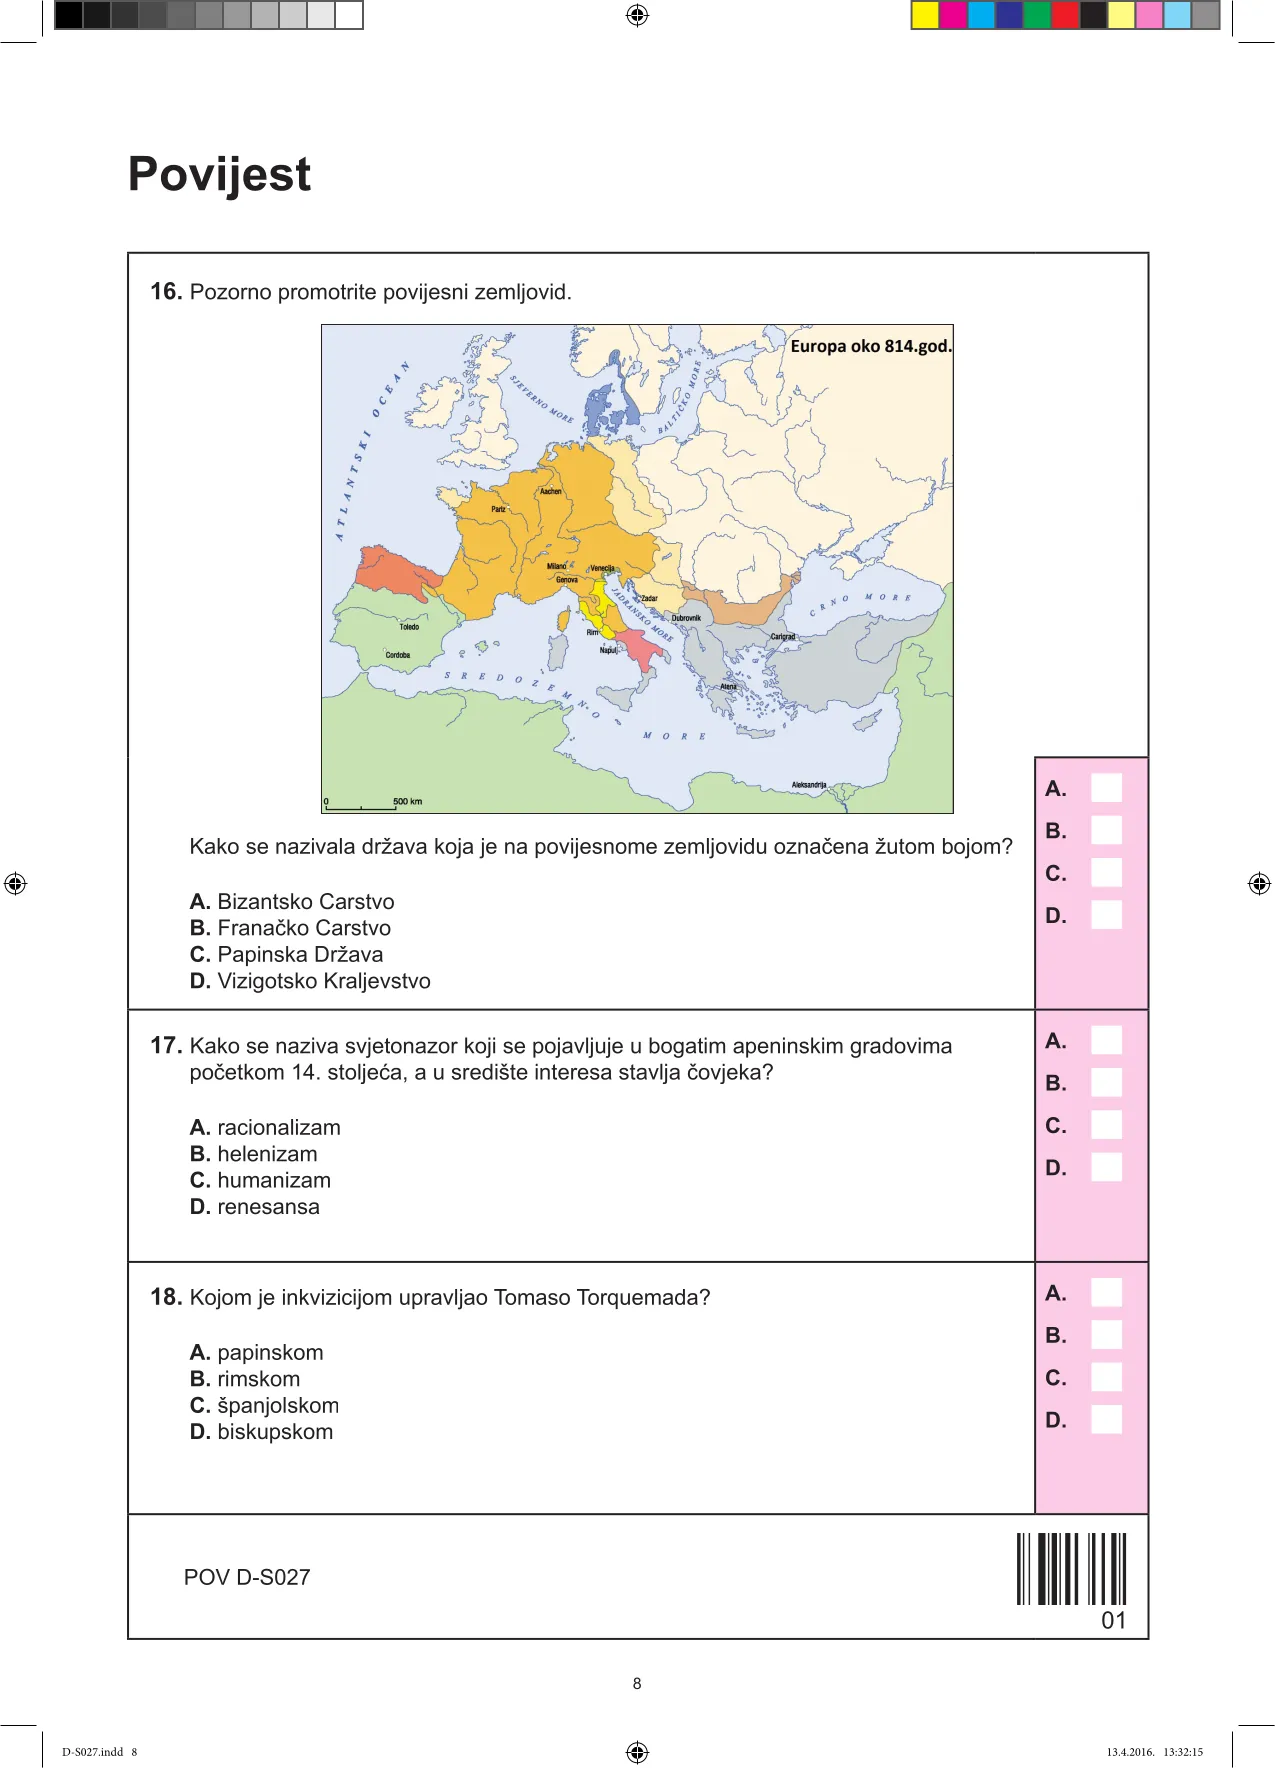 Povijest
16. Pozorno promotrite povijesni zemljovid.
Europa oko 814.god.
ATLANTSKI OCEAN
SJEVERNO MORE
BALTIČKO MORE
Aachen
Pariz
Milano
Venecija
Genova
Zadar
JADRANSKO MORE
CRNO MORE
Dubrovnik
Toledo
Rim
Carigrad
Napulj
Cordoba
SREDOZEMNO MORE
Atena
Aleksandrija
0 500 km
Kako se nazivala država koja je na povijesnome zemljovidu označena žutom bojom?
A. Bizantsko Carstvo
B. Franačko Carstvo
C. Papinska Država
D. Vizigotsko Kraljevstvo
A.
B.
C.
D.
17. Kako se naziva svjetonazor koji se pojavljuje u bogatim apeninskim gradovima
početkom 14. stoljeća, a u središte interesa stavlja čovjeka?
A. racionalizam
B. helenizam
C. humanizam
D. renesansa
A.
B.
C.
D.
18. Kojom je inkvizicijom upravljao Tomaso Torquemada?
A. papinskom
B. rimskom
C. španjolskom
D. biskupskom
A.
B.
C.
D.
POV D-S027
01
8
D-S027.indd 8
13.4.2016. 13:32:15